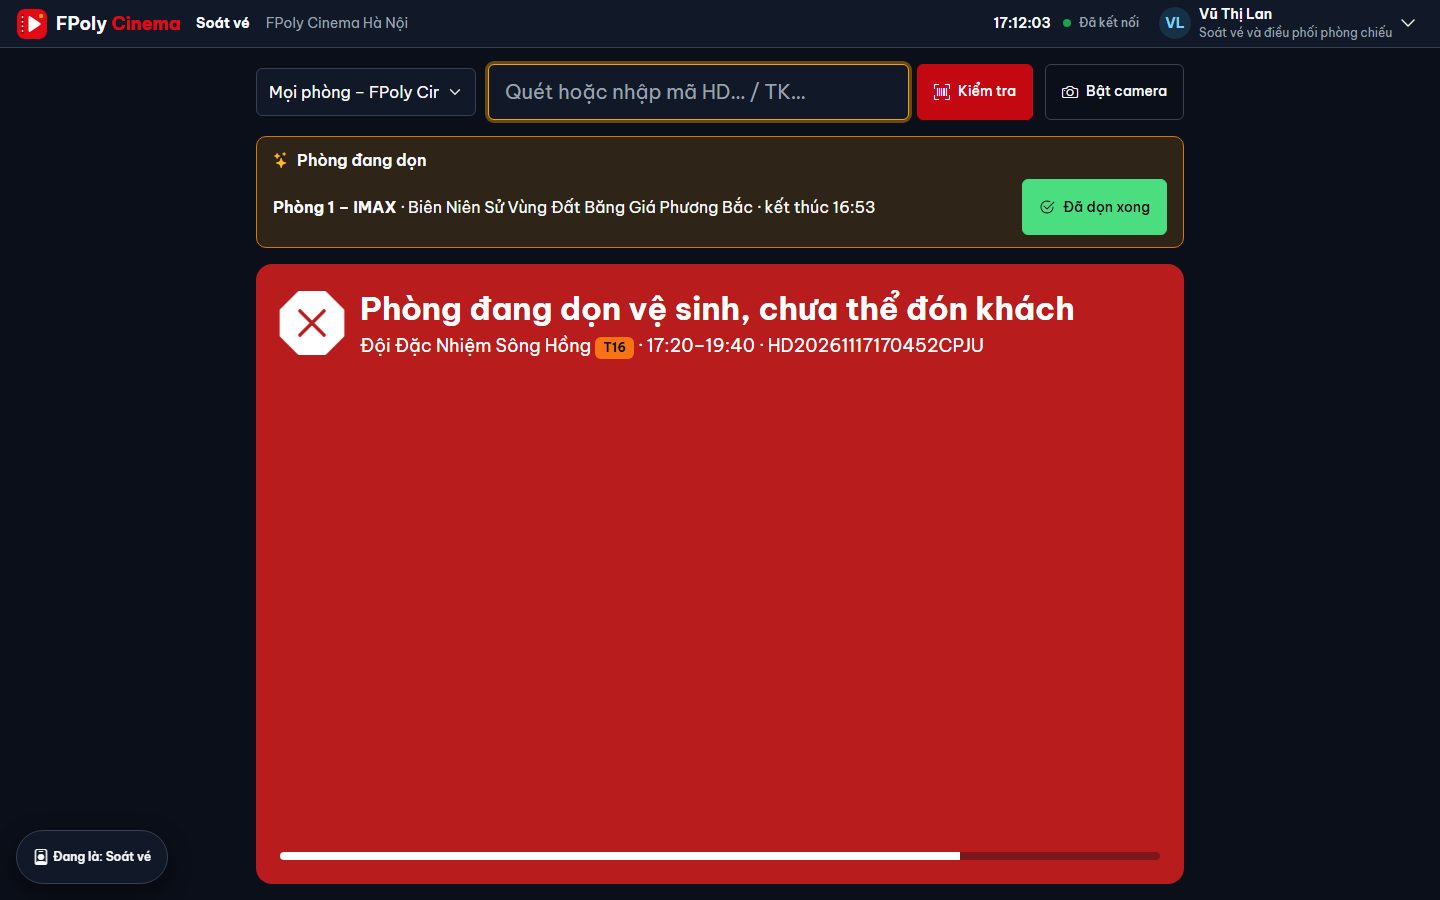 FPoly Cinema Soát vé FPoly Cinema Hà Nội 17:12:03 Đã kết nối VL Vũ Thị Lan
Soát vé và điều phối phòng chiếu
Mọi phòng – FPoly Cir Quét hoặc nhập mã HD... / TK... Kiểm tra Bật camera
Phòng đang dọn
Phòng 1 – IMAX · Biên Niên Sử Vùng Đất Băng Giá Phương Bắc · kết thúc 16:53 Đã dọn xong
Phòng đang dọn vệ sinh, chưa thể đón khách
Đội Đặc Nhiệm Sông Hồng T16 · 17:20–19:40 · HD20261117170452CPJU
Đang là: Soát vé